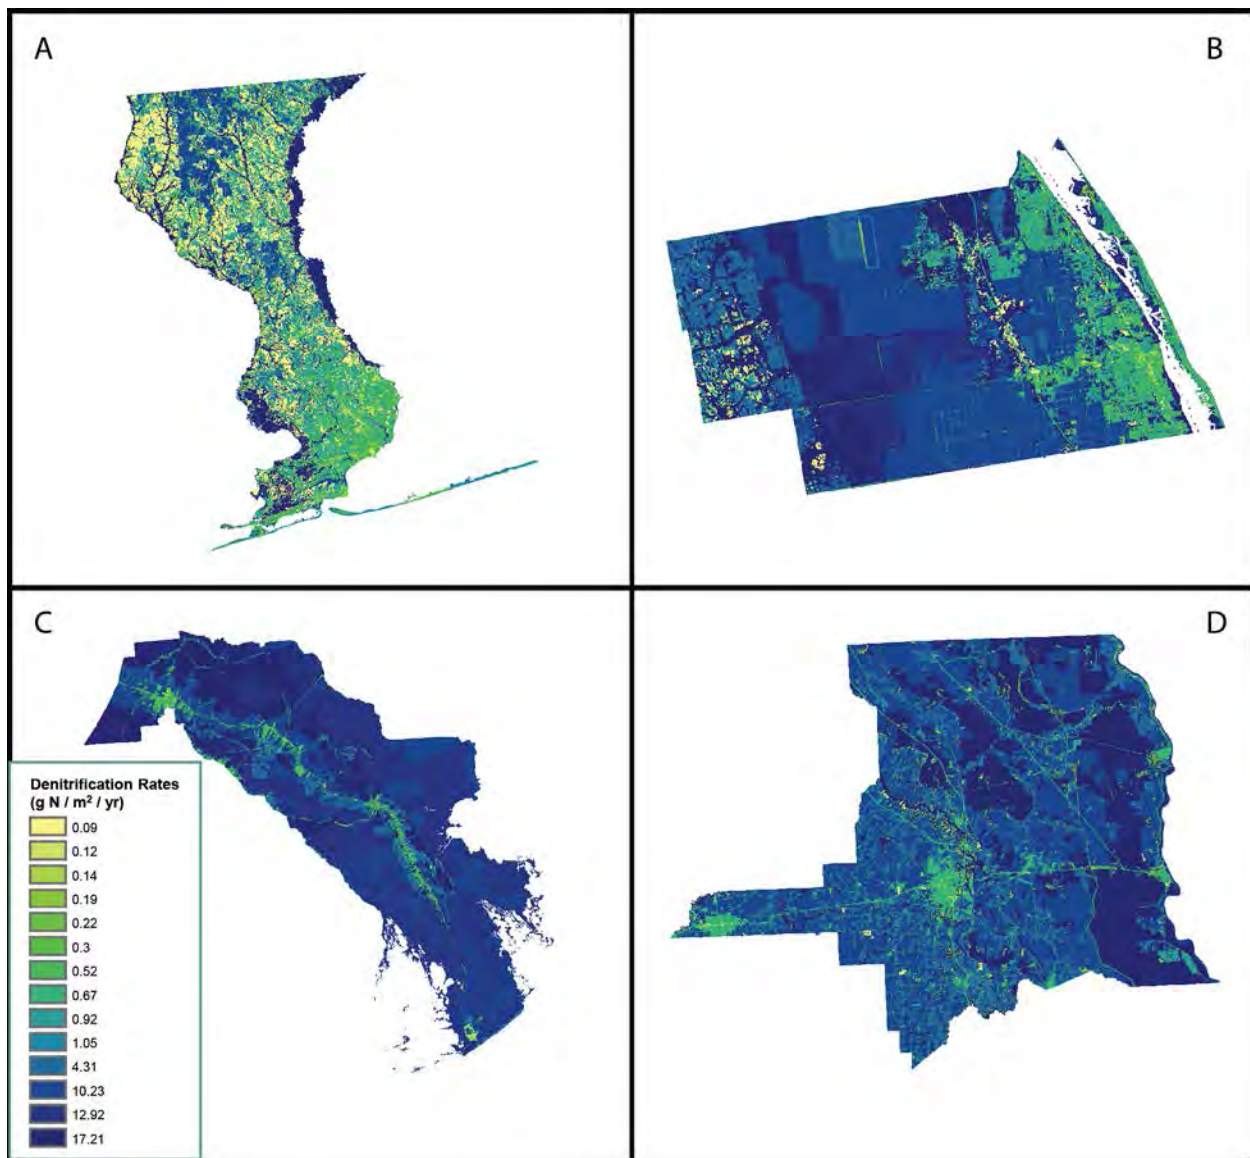 A
B
C
D
Denitrification Rates
(g N / m² / yr)
0.09
0.12
0.14
0.19
0.22
0.3
0.52
0.67
0.92
1.05
4.31
10.23
12.92
17.21